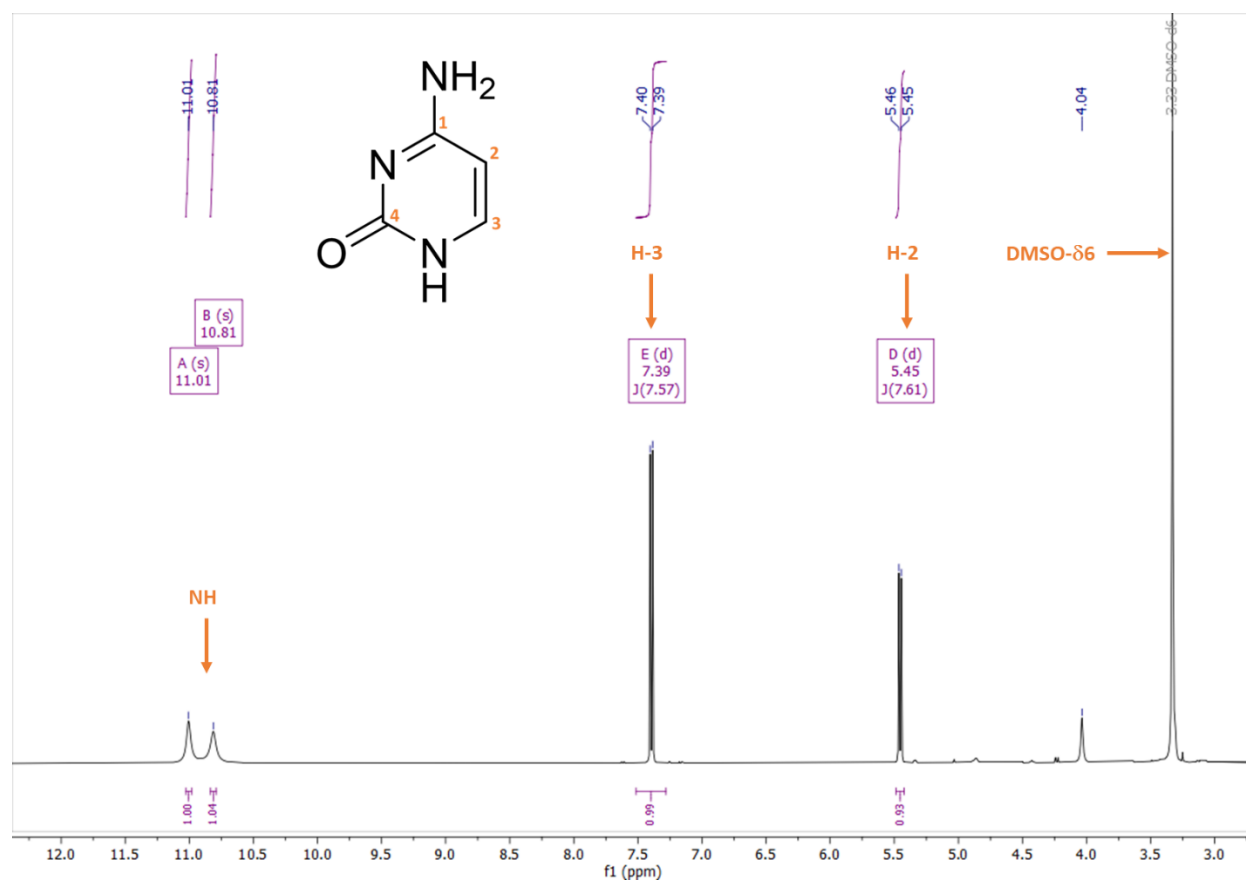 11.01
10.81
7.40
7.39
5.46
5.45
4.04
3.33 DMSO-d6
NH2
1
2
N
4
3
O
N
H
H-3
H-2
DMSO-δ6
B (s)
10.81
A (s)
11.01
E (d)
7.39
J(7.57)
D (d)
5.45
J(7.61)
NH
1.00
1.04
0.99
0.93
12.0 11.5 11.0 10.5 10.0 9.5 9.0 8.5 8.0 7.5 7.0 6.5 6.0 5.5 5.0 4.5 4.0 3.5 3.0
f1 (ppm)